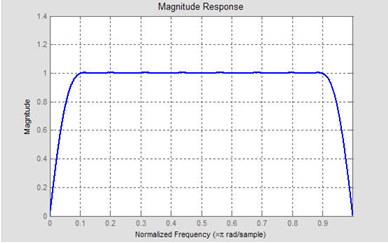 Magnitude Response
1.4
1.2
1
0.8
0.6
0.4
0.2
0
Magnitude
0 0.1 0.2 0.3 0.4 0.5 0.6 0.7 0.8 0.9
Normalized Frequency (×π rad/sample)